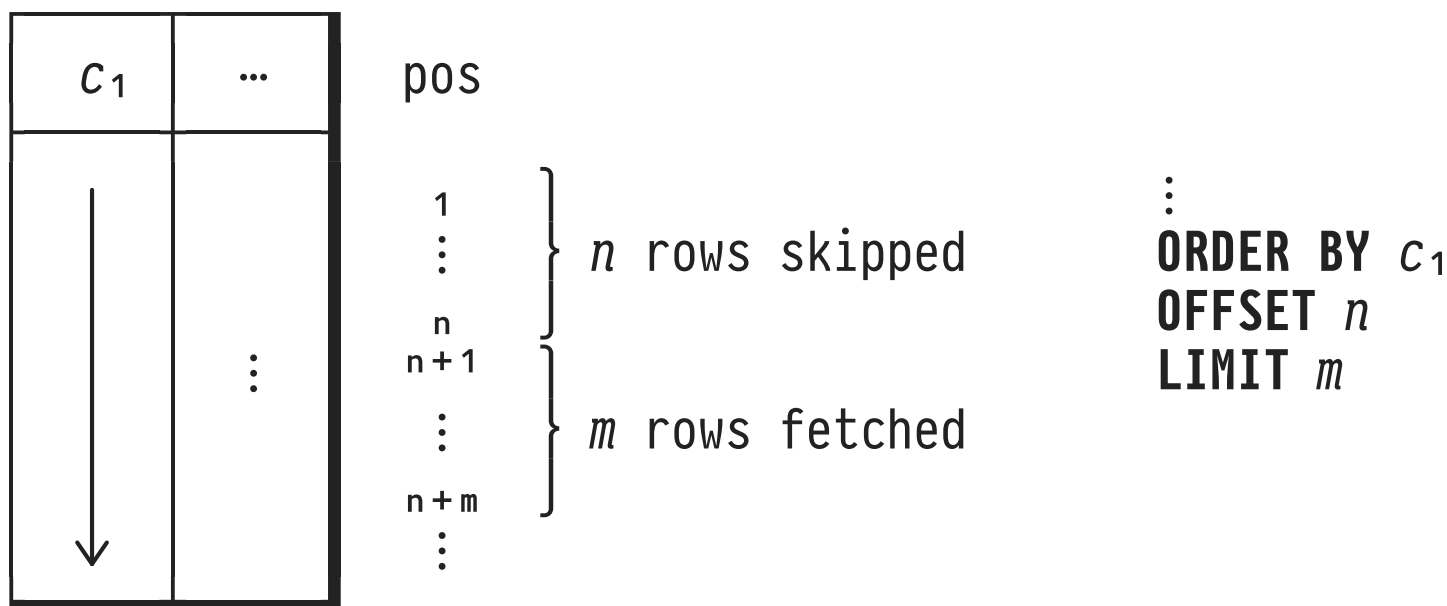 c₁ ⋯ pos
1
⋮
n
n+1
⋮
n+m
⋮
⋮
n rows skipped
m rows fetched
⋮
ORDER BY c₁
OFFSET n
LIMIT m